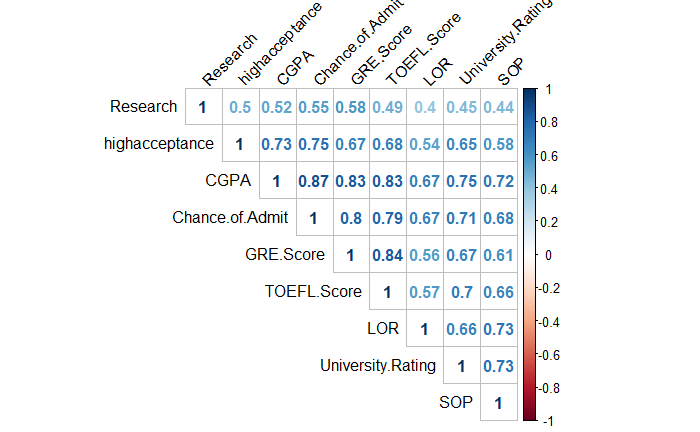 Research
highacceptance
CGPA
Chance.of.Admit
GRE.Score
TOEFL.Score
LOR
University.Rating
SOP
Research 1 0.5 0.52 0.55 0.58 0.49 0.4 0.45 0.44
highacceptance 1 0.73 0.75 0.67 0.68 0.54 0.65 0.58
CGPA 1 0.87 0.83 0.83 0.67 0.75 0.72
Chance.of.Admit 1 0.8 0.79 0.67 0.71 0.68
GRE.Score 1 0.84 0.56 0.67 0.61
TOEFL.Score 1 0.57 0.7 0.66
LOR 1 0.66 0.73
University.Rating 1 0.73
SOP 1
1
0.8
0.6
0.4
0.2
0
-0.2
-0.4
-0.6
-0.8
-1